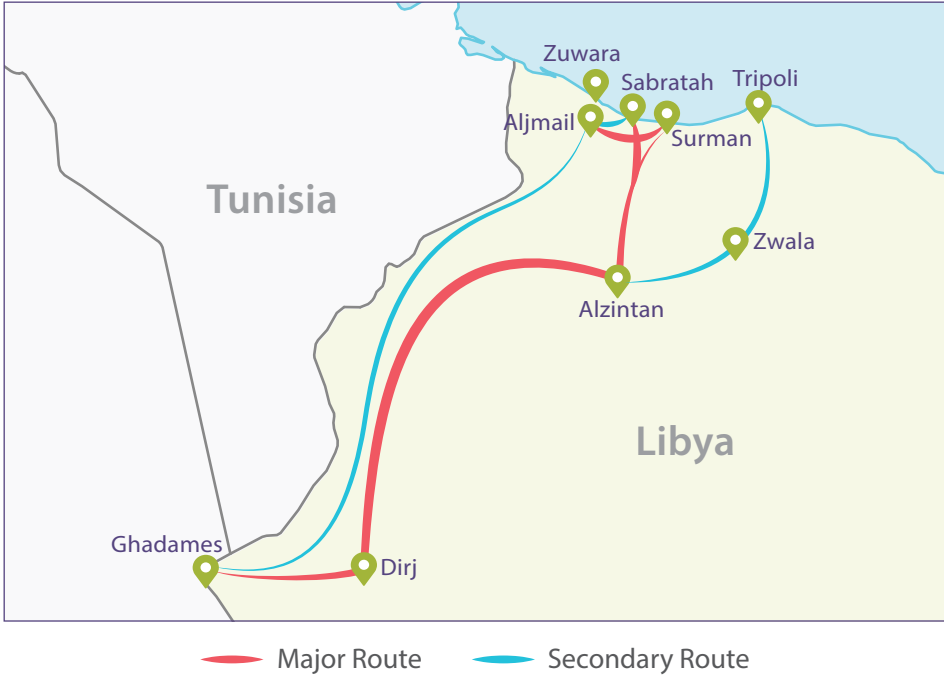 Zuwara
Sabratah
Tripoli
Aljmail
Surman
Tunisia
Zwala
Alzintan
Libya
Ghadames
Dirj
Major Route
Secondary Route